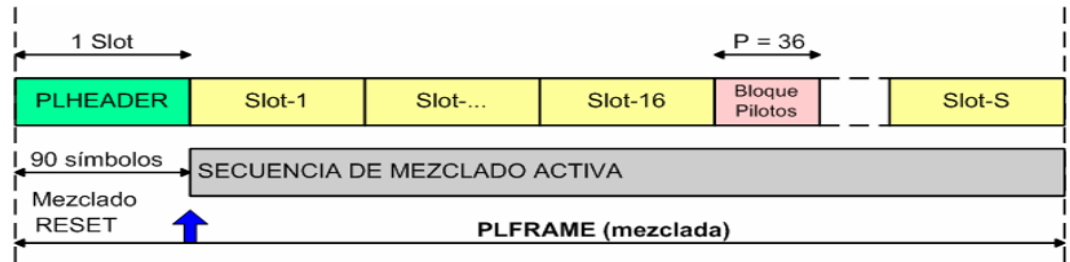 1 Slot
P = 36
PLHEADER
Slot-1
Slot-...
Slot-16
Bloque
Pilotos
Slot-S
90 símbolos
SECUENCIA DE MEZCLADO ACTIVA
Mezclado
RESET
PLFRAME (mezclada)